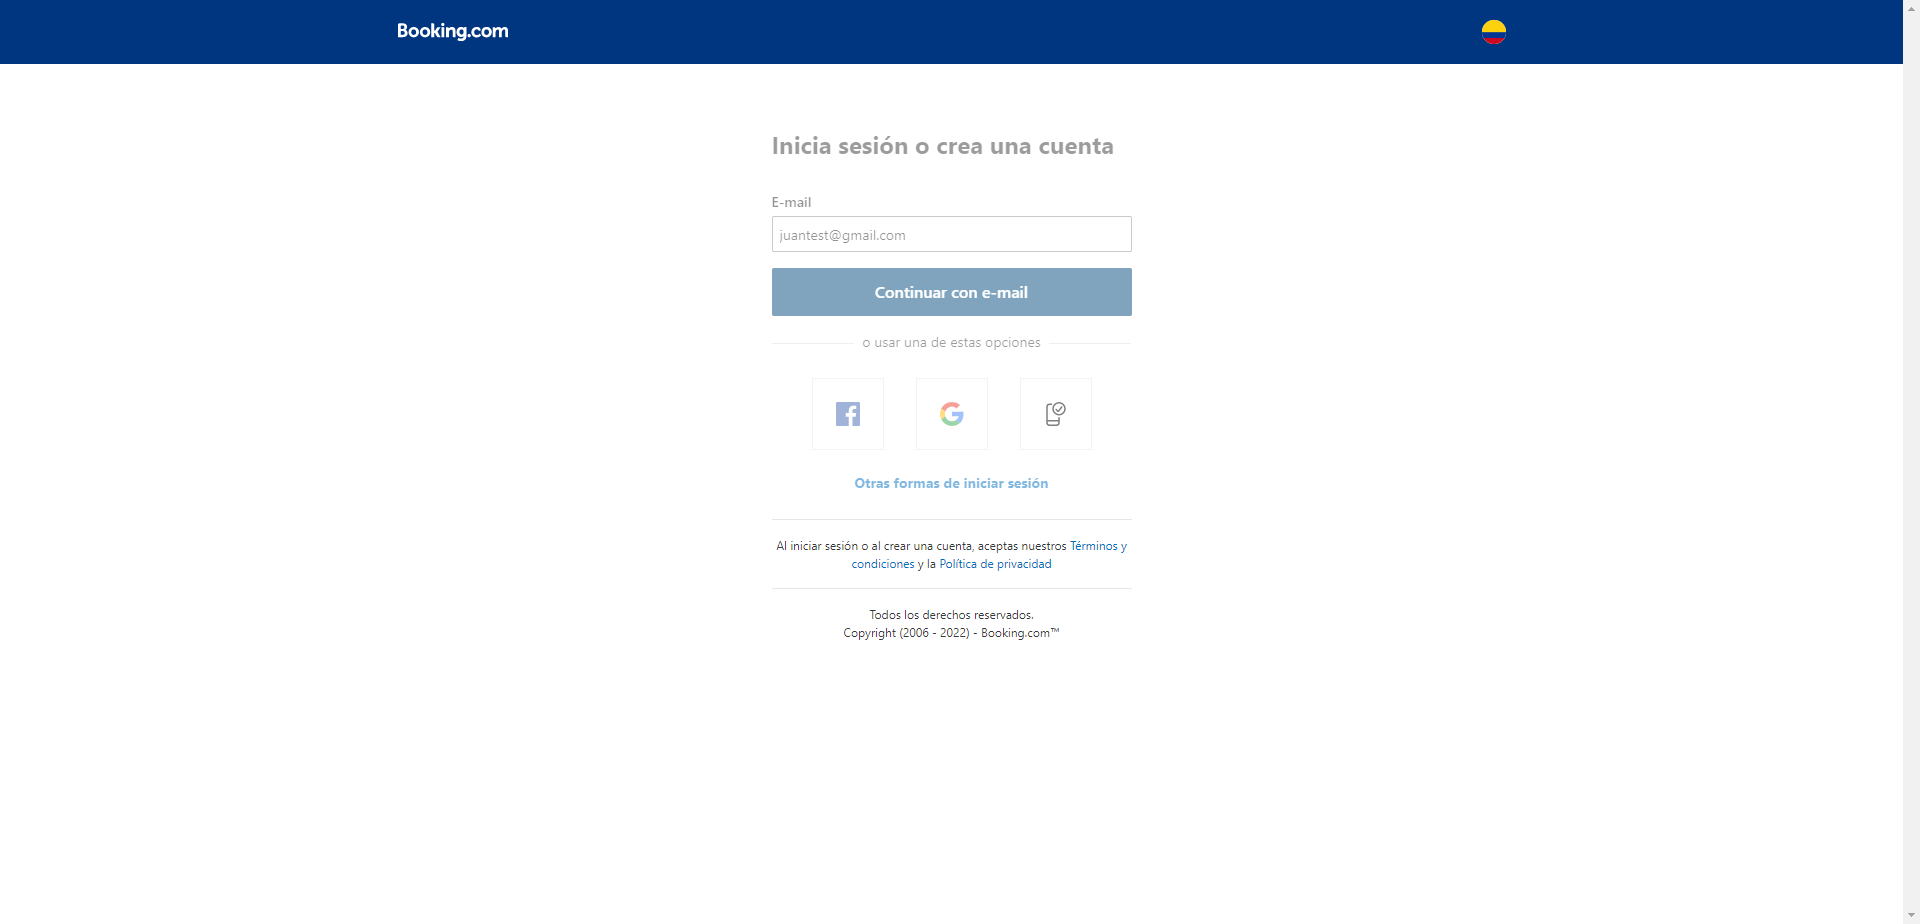 Booking.com
Inicia sesión o crea una cuenta
E-mail
juantest@gmail.com
Continuar con e-mail
o usar una de estas opciones
Otras formas de iniciar sesión
Al iniciar sesión o al crear una cuenta, aceptas nuestros Términos y
condiciones y la Política de privacidad
Todos los derechos reservados.
Copyright (2006 - 2022) - Booking.com™